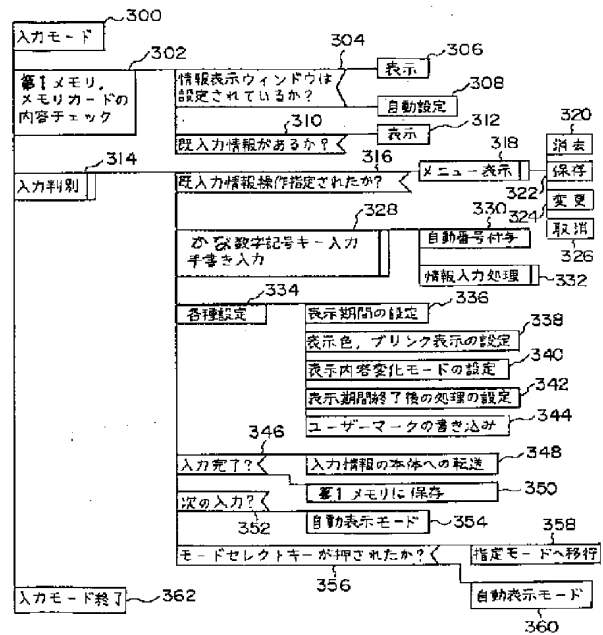 300
入力モード
302
304
306
情報表示ウィンドウは
設定されているか?
表示
308
第1メモリ,
メモリカードの
内容チェック
自動設定
310
312
既入力情報があるか?
表示
314
316
318
320
入力判別
既入力情報操作指定されたか?
メニュー表示
消去
322
保存
324
変更
取消
326
328
330
かな数字記号キー入力
手書き入力
自動番号付与
情報入力処理
332
334
336
各種設定
表示期間の設定
338
表示色,ブリンク表示の設定
340
表示内容変化モードの設定
342
表示期間終了後の処理の設定
344
ユーザーマークの書き込み
346
348
入力完了?
入力情報の本体への転送
350
第1メモリに保存
次の入力?
352
自動表示モード
354
358
モードセレクトキーが押されたか?
指定モードへ移行
356
入力モード終了
362
自動表示モード
360